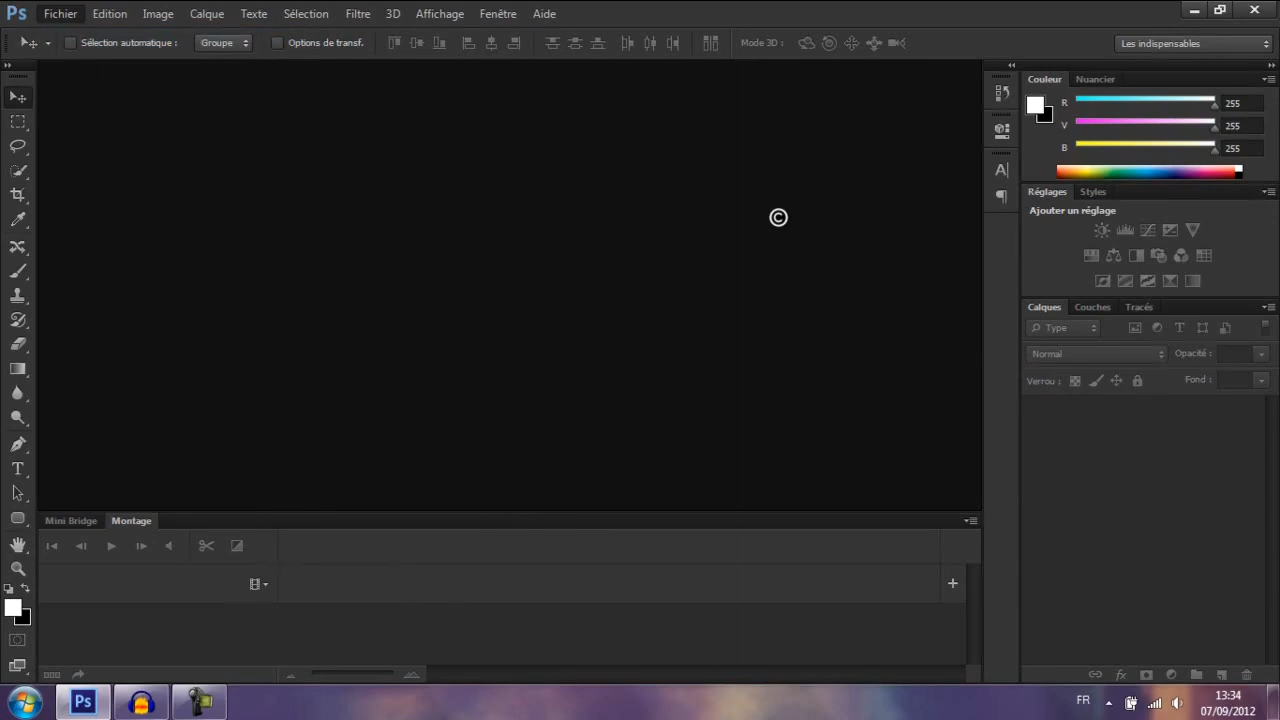 Ps Fichier Edition Image Calque Texte Sélection Filtre 3D Affichage Fenêtre Aide
Sélection automatique : Groupe Options de transf. Mode 3D : Les indispensables
Couleur Nuancier
R 255
V 255
B 255
Réglages Styles
Ajouter un réglage
©
Calques Couches Tracés
Type
Normal Opacité :
Verrou : Fond :
Mini Bridge Montage
Ps FR 13:34
07/09/2012